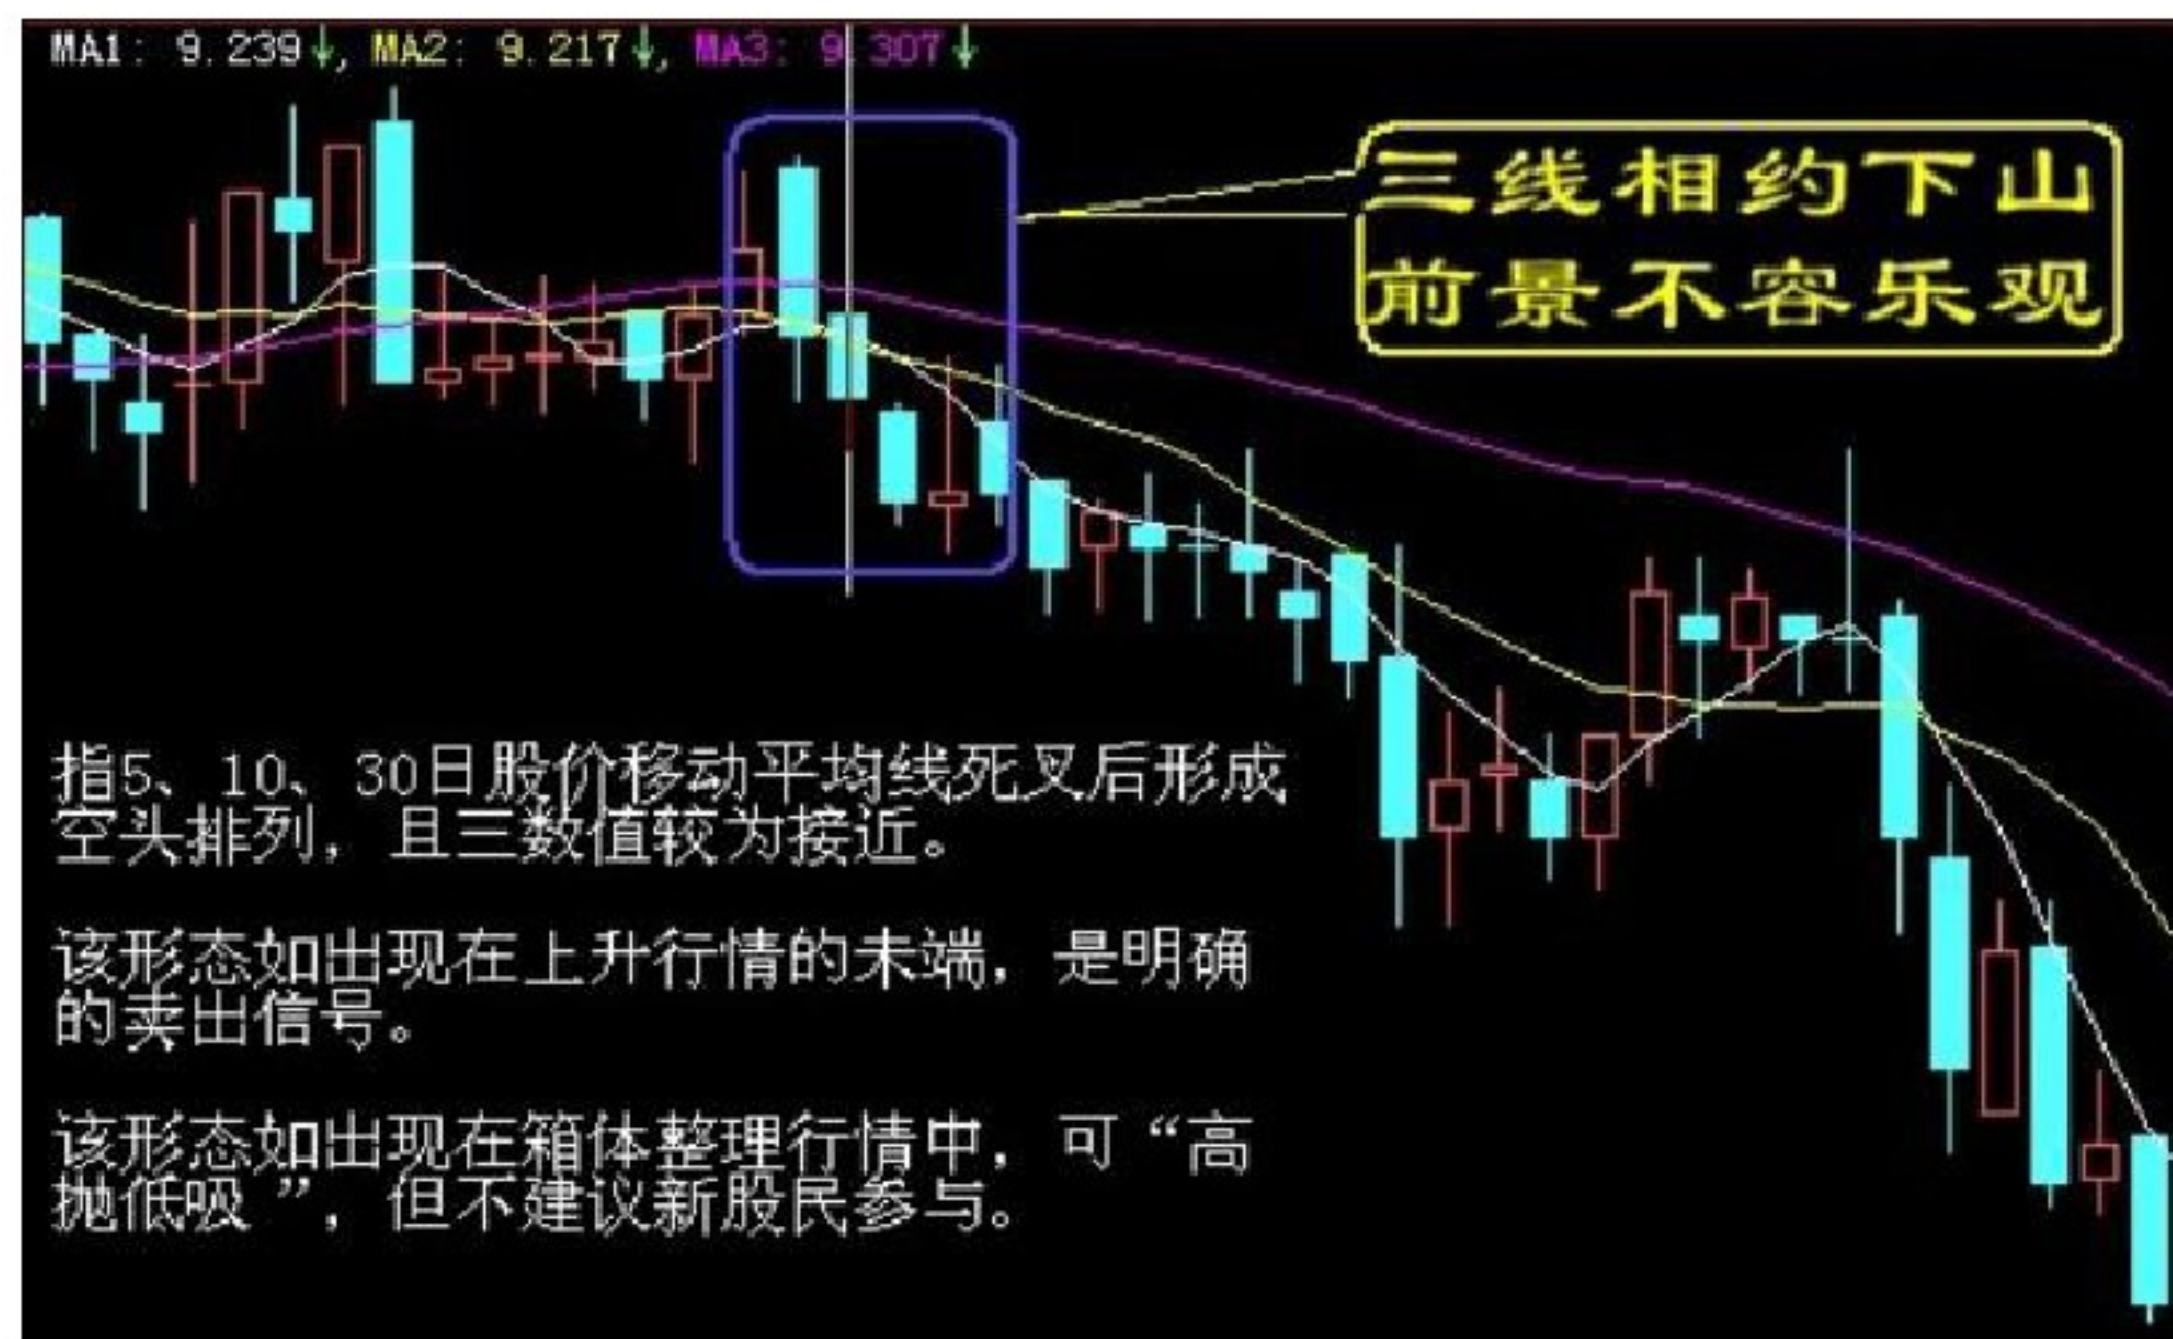 MA1: 9.239↓, MA2: 9.217↓, MA3: 9.307↓
三线相约下山
前景不容乐观
指5、10、30日股价移动平均线死叉后形成
空头排列，且三数值较为接近。
该形态如出现在上升行情的末端，是明确
的卖出信号。
该形态如出现在箱体整理行情中，可“高
抛低吸”，但不建议新股民参与。